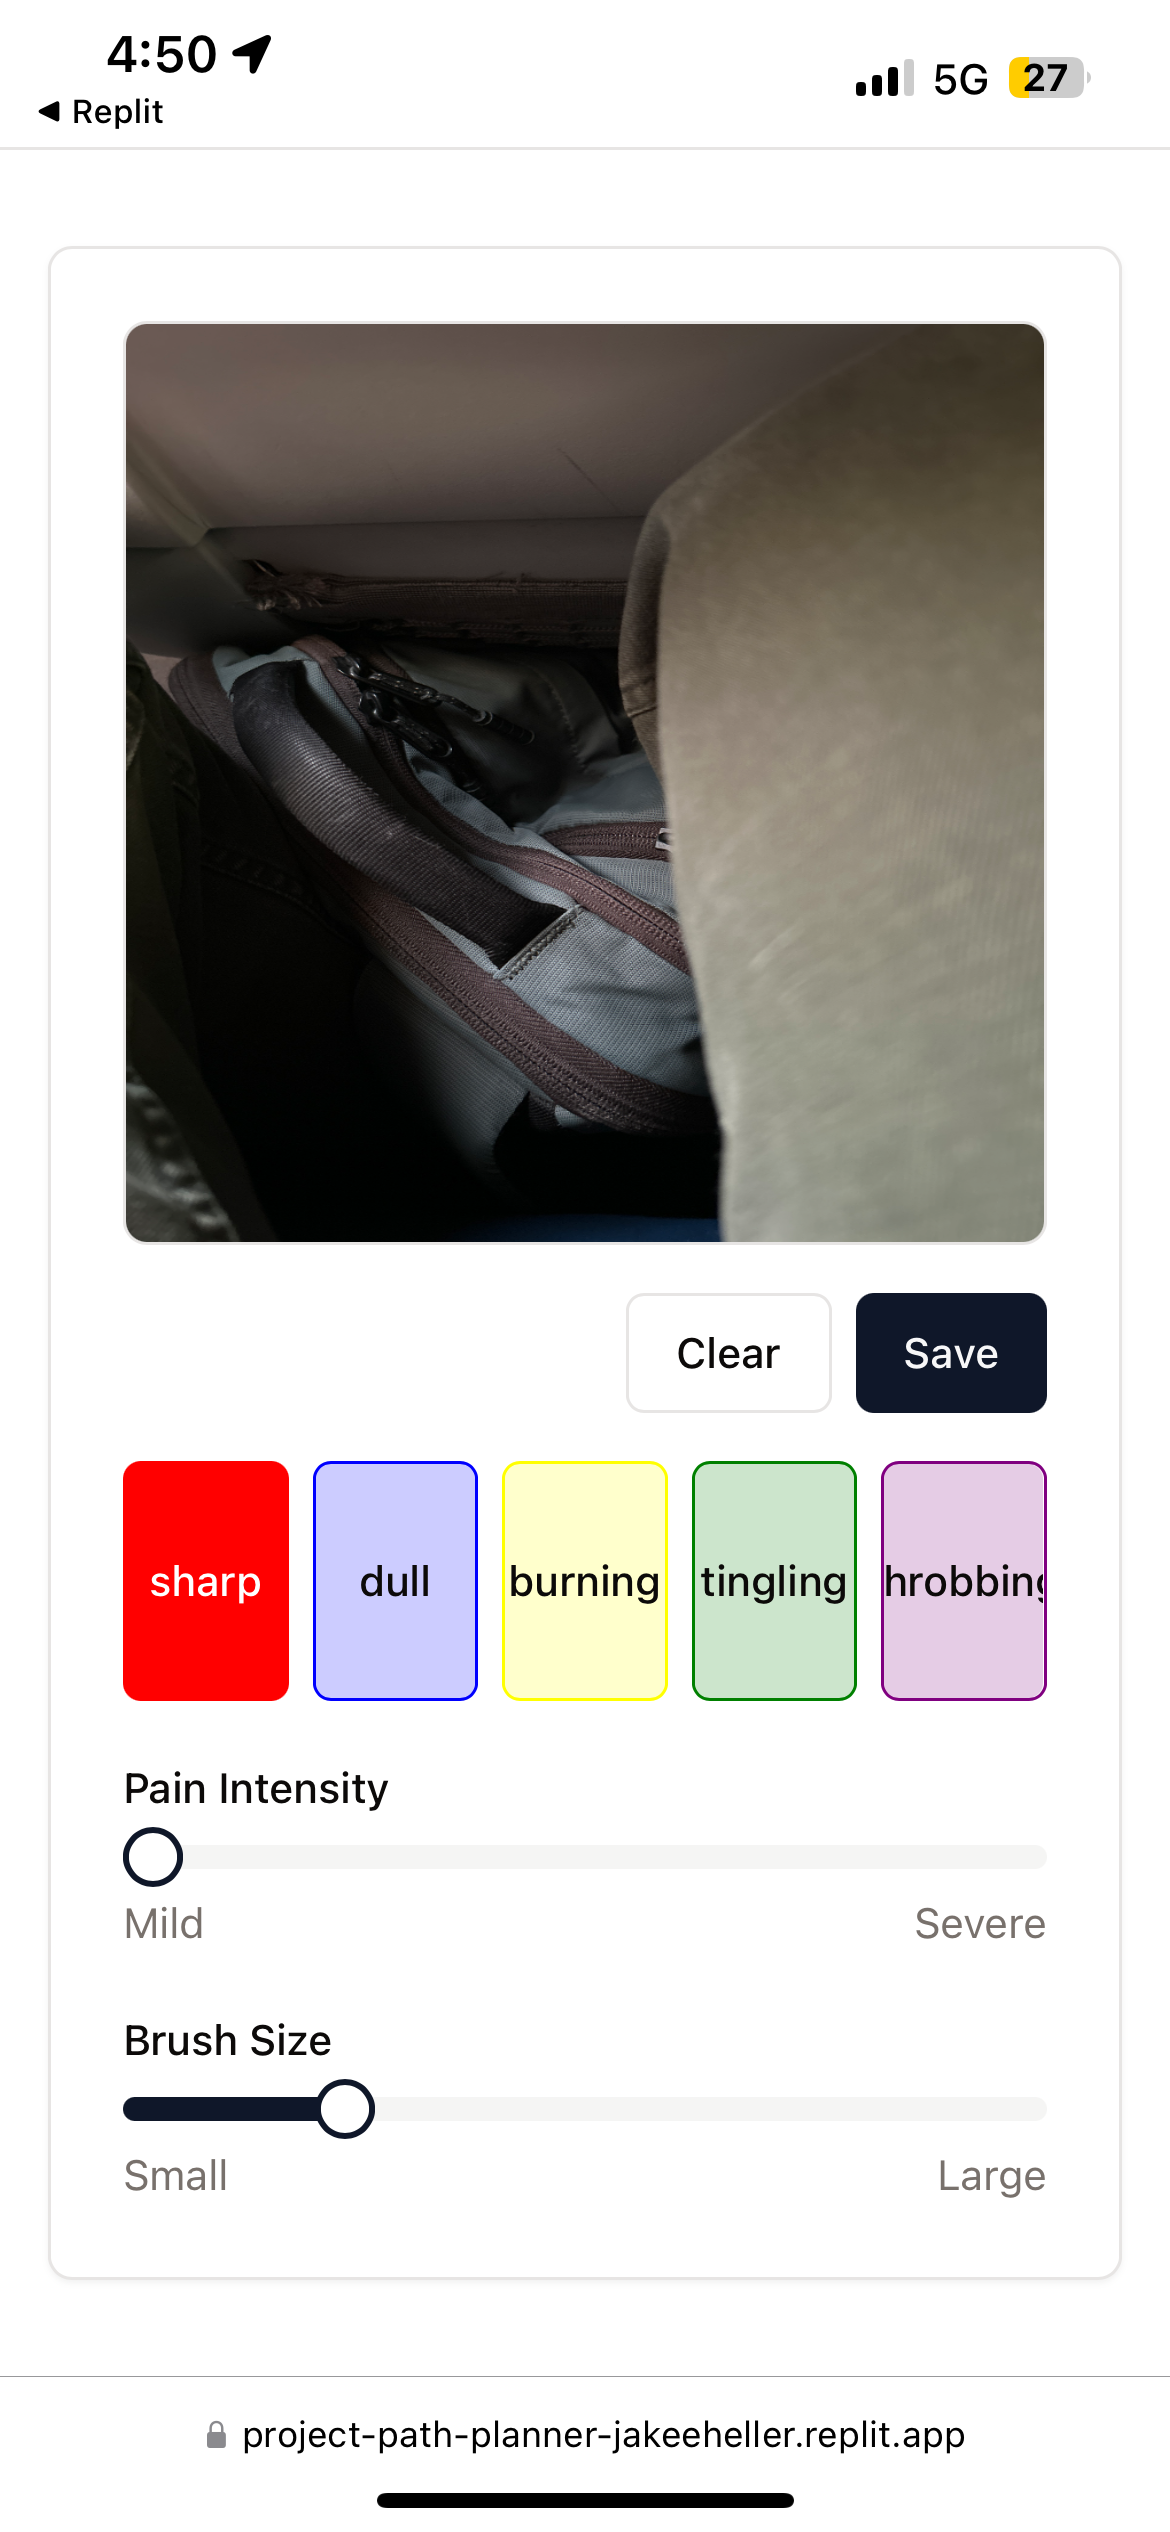 4:50
5G 27
Replit
Clear Save
sharp dull burning tingling hrobbing
Pain Intensity
Mild Severe
Brush Size
Small Large
project-path-planner-jakeeheller.replit.app